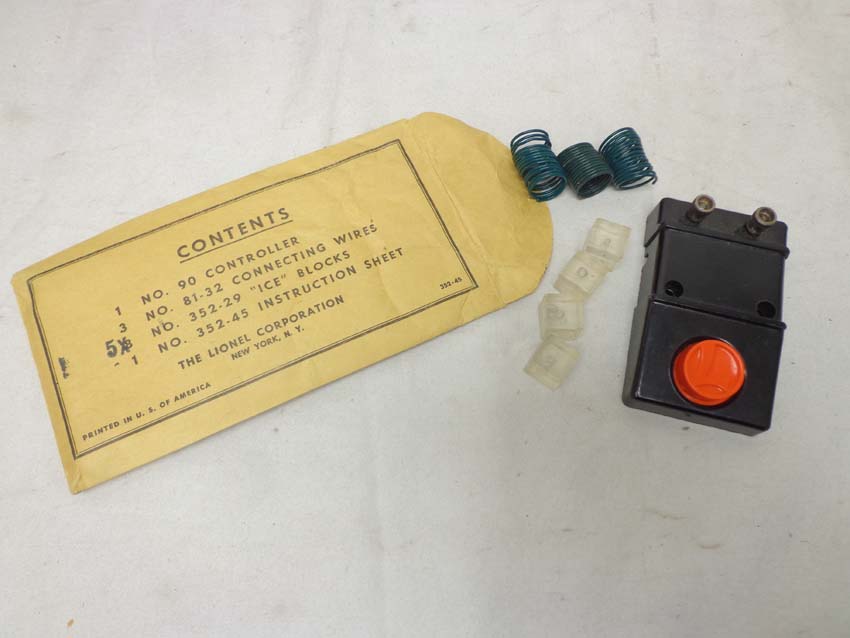 CONTENTS
1 NO. 90 CONTROLLER
3 NO. 81-32 CONNECTING WIRES
5 8 NO. 352-29 "ICE" BLOCKS
- 1 NO. 352-45 INSTRUCTION SHEET
THE LIONEL CORPORATION
NEW YORK, N. Y.
352-45
PRINTED IN U. S. OF AMERICA